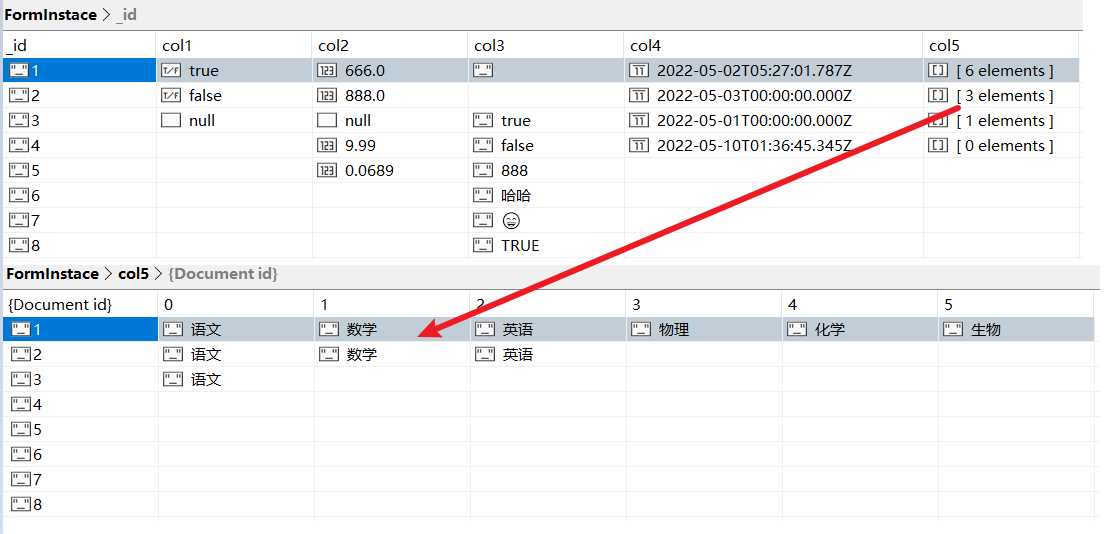 FormInstace > _id
_id col1 col2 col3 col4 col5
1 true 666.0 2022-05-02T05:27:01.787Z [ 6 elements ]
2 false 888.0 2022-05-03T00:00:00.000Z [ 3 elements ]
3 null null true 2022-05-01T00:00:00.000Z [ 1 elements ]
4 9.99 false 2022-05-10T01:36:45.345Z [ 0 elements ]
5 0.0689 888
6 哈哈
7 😄
8 TRUE
FormInstace > col5 > {Document id}
{Document id} 0 1 2 3 4 5
1 语文 数学 英语 物理 化学 生物
2 语文 数学 英语
3 语文
4
5
6
7
8